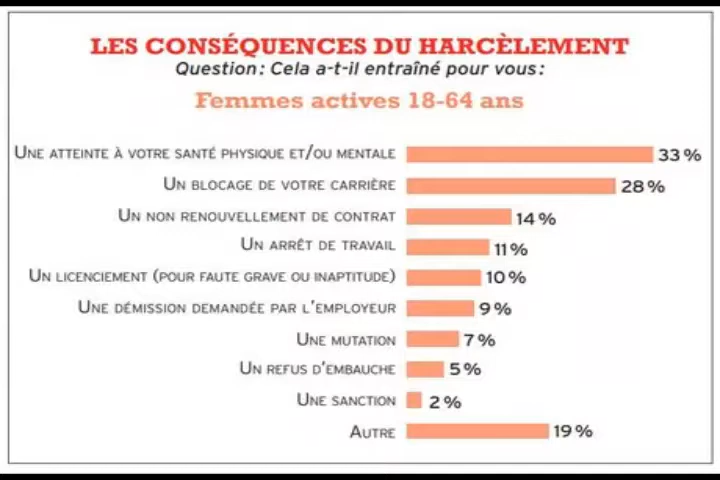 LES CONSÉQUENCES DU HARCÈLEMENT
Question : Cela a-t-il entraîné pour vous :
Femmes actives 18-64 ans
UNE ATTEINTE À VOTRE SANTÉ PHYSIQUE ET/OU MENTALE 33 %
UN BLOCAGE DE VOTRE CARRIÈRE 28 %
UN NON RENOUVELLEMENT DE CONTRAT 14 %
UN ARRÊT DE TRAVAIL 11 %
UN LICENCIEMENT (POUR FAUTE GRAVE OU INAPTITUDE) 10 %
UNE DÉMISSION DEMANDÉE PAR L'EMPLOYEUR 9 %
UNE MUTATION 7 %
UN REFUS D'EMBAUCHE 5 %
UNE SANCTION 2 %
AUTRE 19 %